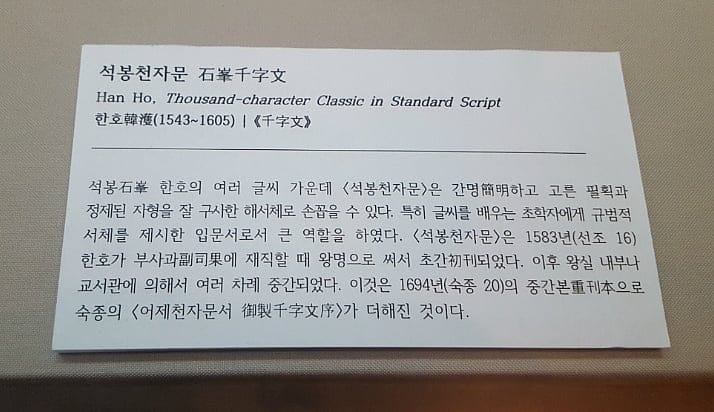 석봉천자문 石峯千字文
Han Ho, Thousand-character Classic in Standard Script
한호韓濩(1543~1605) | 《千字文》
석봉石峯 한호의 여러 글씨 가운데 〈석봉천자문〉은 간명簡明하고 고른 필획과
정제된 자형을 잘 구사한 해서체로 손꼽을 수 있다. 특히 글씨를 배우는 초학자에게 규범적
서체를 제시한 입문서로서 큰 역할을 하였다. 〈석봉천자문〉은 1583년(선조 16)
한호가 부사과副司果에 재직할 때 왕명으로 써서 초간初刊되었다. 이후 왕실 내부나
교서관에 의해서 여러 차례 중간되었다. 이것은 1694년(숙종 20)의 중간본重刊本으로
숙종의 〈어제천자문서 御製千字文序〉가 더해진 것이다.